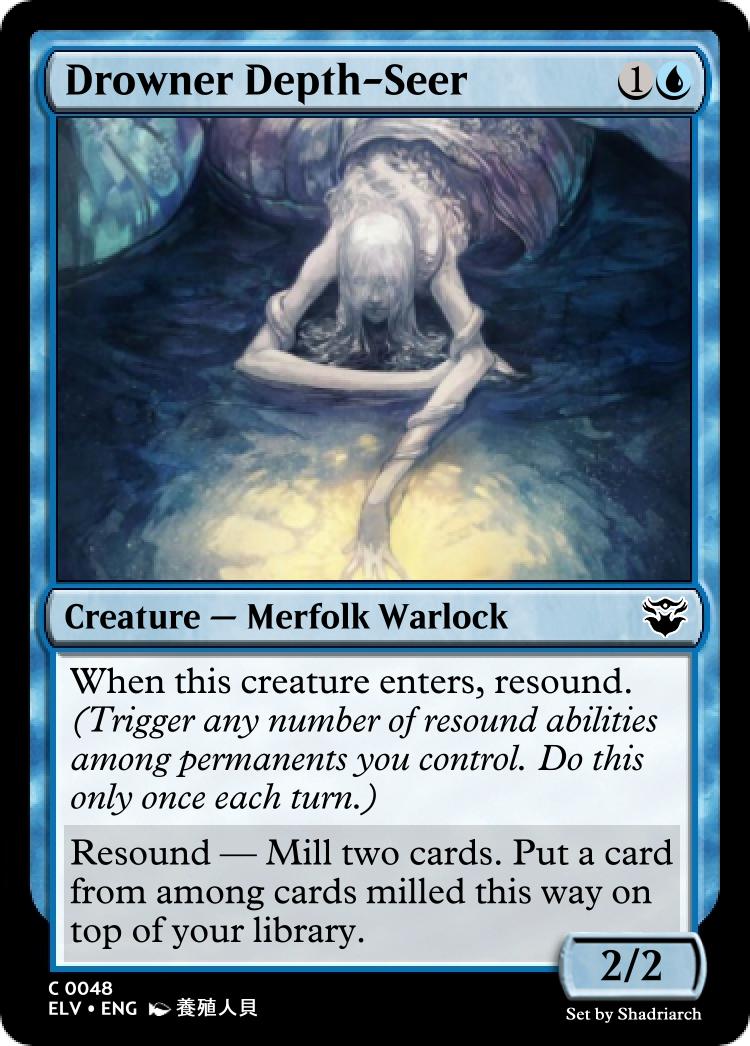 Drowner Depth-Seer 1
Creature — Merfolk Warlock
When this creature enters, resound.
(Trigger any number of resound abilities
among permanents you control. Do this
only once each turn.)
Resound — Mill two cards. Put a card
from among cards milled this way on
top of your library.
2/2
C 0048
ELV • ENG 養殖人貝
Set by Shadriarch